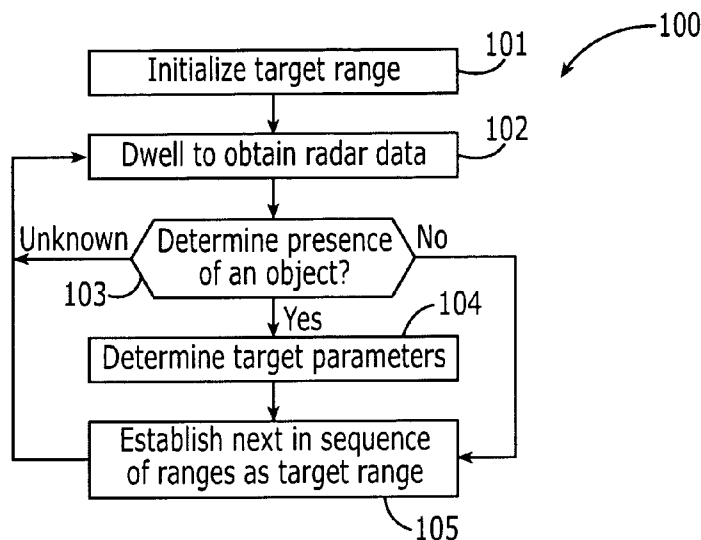 100
101
Initialize target range
102
Dwell to obtain radar data
Unknown
Determine presence
of an object?
No
103
Yes
104
Determine target parameters
Establish next in sequence
of ranges as target range
105